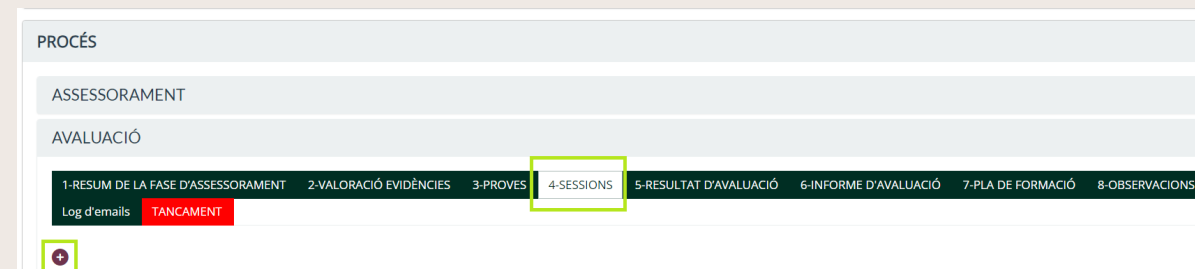 PROCÉS
ASSESSORAMENT
AVALUACIÓ
1-RESUM DE LA FASE D'ASSESSORAMENT 2-VALORACIÓ EVIDÈNCIES 3-PROVES 4-SESSIONS 5-RESULTAT D'AVALUACIÓ 6-INFORME D'AVALUACIÓ 7-PLA DE FORMACIÓ 8-OBSERVACIONS
Log d'emails TANCAMENT